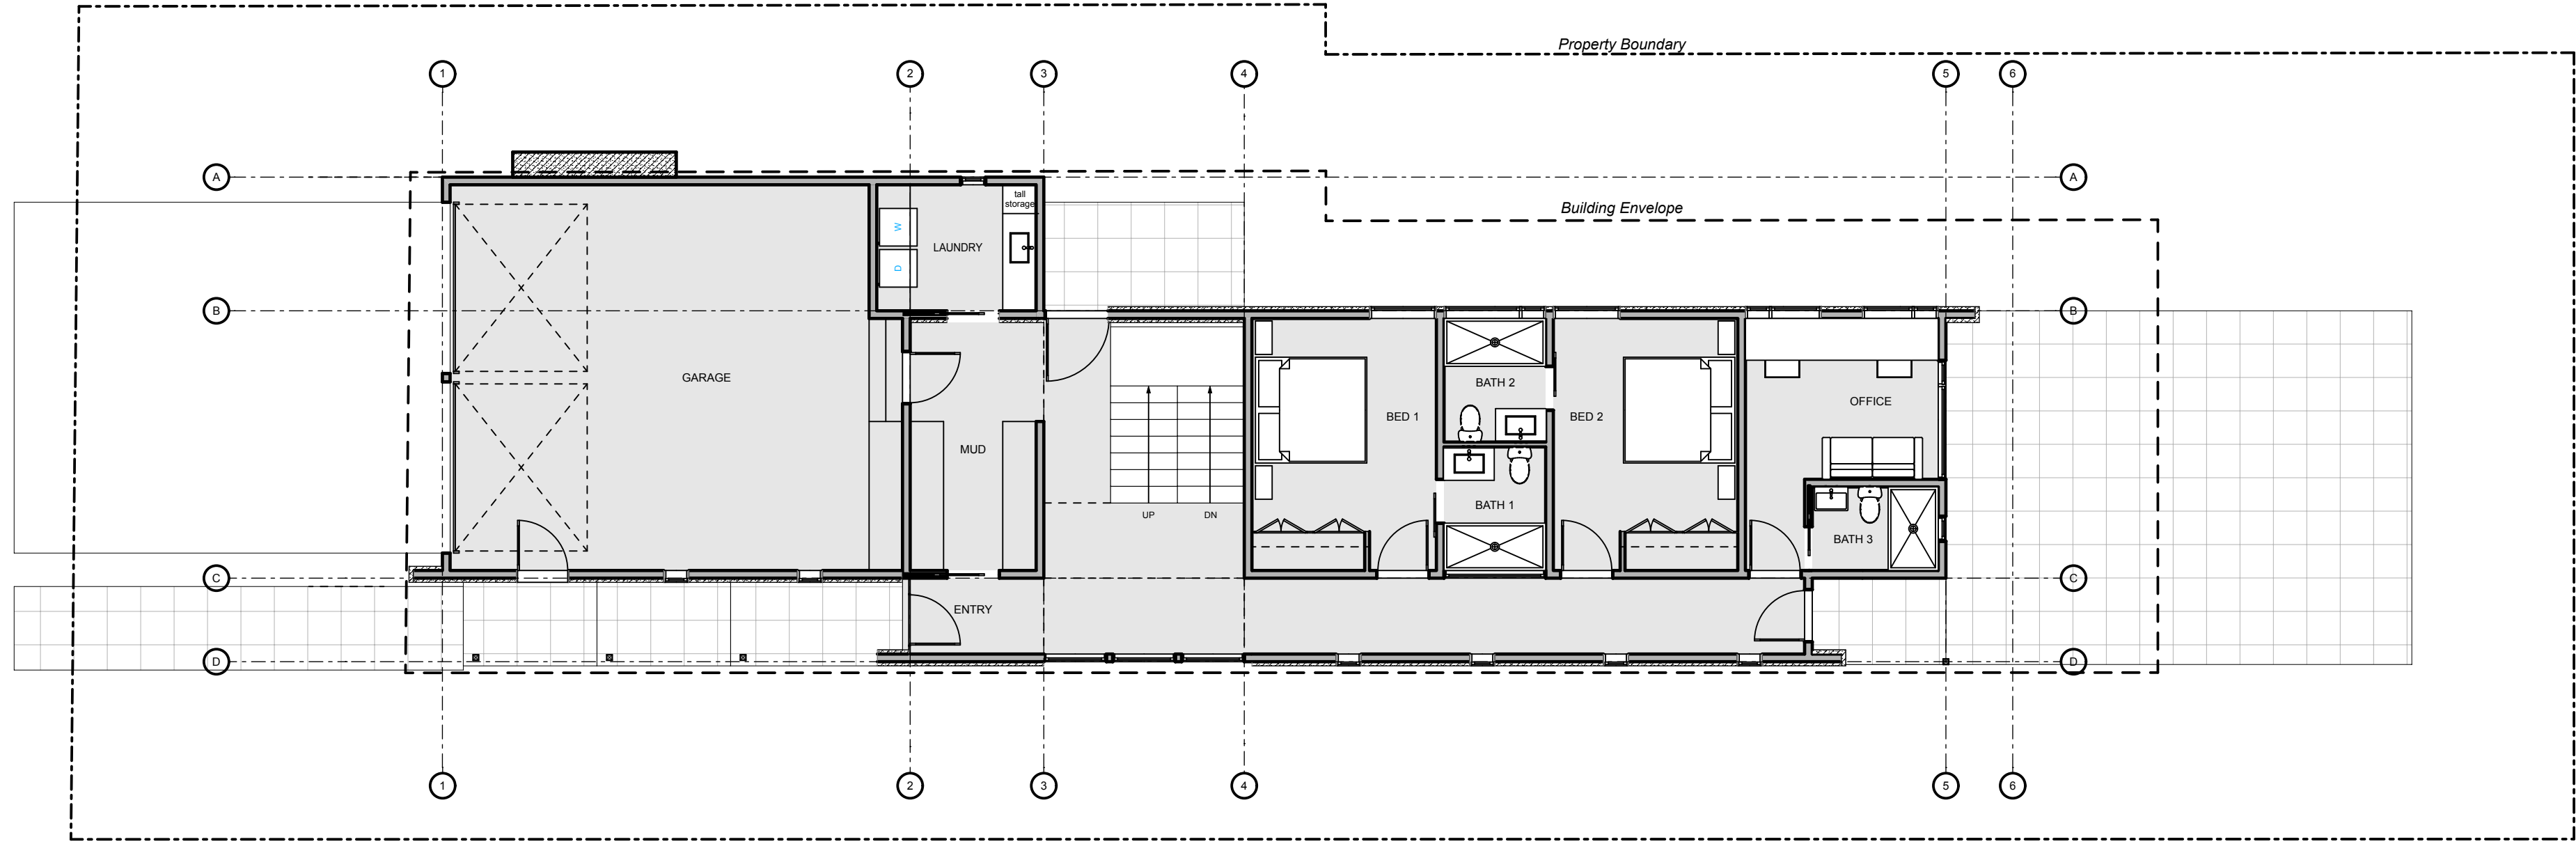 Property Boundary
1
2
3
4
5
6
A
A
tall
storage
Building Envelope
W
LAUNDRY
D
B
B
GARAGE
BATH 2
OFFICE
BED 1
BED 2
MUD
BATH 1
UP
DN
BATH 3
C
C
ENTRY
D
D
1
2
3
4
5
6